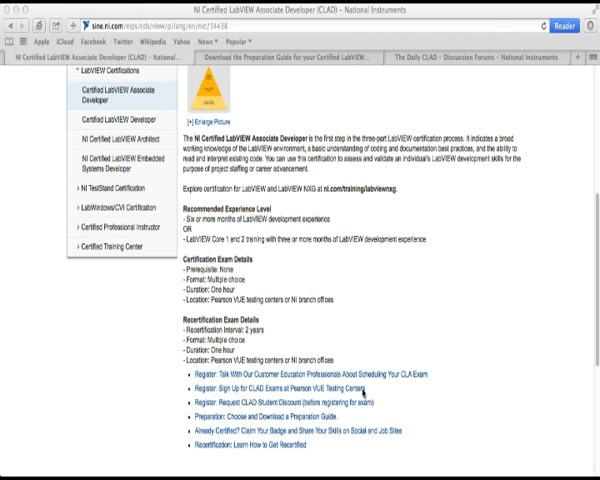 NI Certified LabVIEW Associate Developer (CLAD) – National Instruments
sine.ni.com/nips/cds/view/p/lang/en/nid/14438
Reader
Apple iCloud Facebook Twitter Wikipedia Yahoo News Popular
NI Certified LabVIEW Associate Developer (CLAD) - National...
Download the Preparation Guide for your Certified LabVIEW...
The Daily CLAD – Discussion Forums – National Instruments
LabVIEW Certifications
Certified LabVIEW Associate
Developer
Certified LabVIEW Developer
NI Certified LabVIEW Architect
NI Certified LabVIEW Embedded
Systems Developer
NI TestStand Certification
LabWindows/CVI Certification
Certified Professional Instructor
Certified Training Center
[+] Enlarge Picture
The NI Certified LabVIEW Associate Developer is the first step in the three-part LabVIEW certification process. It indicates a broad
working knowledge of the LabVIEW environment, a basic understanding of coding and documentation best practices, and the ability to
read and interpret existing code. You can use this certification to assess and validate an individual's LabVIEW development skills for the
purpose of project staffing or career advancement.
Explore certification for LabVIEW and LabVIEW NXG at ni.com/training/labviewnxg.
Recommended Experience Level
- Six or more months of LabVIEW development experience
OR
- LabVIEW Core 1 and 2 training with three or more months of LabVIEW development experience
Certification Exam Details
- Prerequisite: None
- Format: Multiple choice
- Duration: One hour
- Location: Pearson VUE testing centers or NI branch offices
Recertification Exam Details
- Recertification Interval: 2 years
- Format: Multiple choice
- Duration: One hour
- Location: Pearson VUE testing centers or NI branch offices
• Register: Talk With Our Customer Education Professionals About Scheduling Your CLA Exam
• Register: Sign Up for CLAD Exams at Pearson VUE Testing Centers
• Register: Request CLAD Student Discount (before registering for exam)
• Preparation: Choose and Download a Preparation Guide.
• Already Certified? Claim Your Badge and Share Your Skills on Social and Job Sites
• Recertification: Learn How to Get Recertified